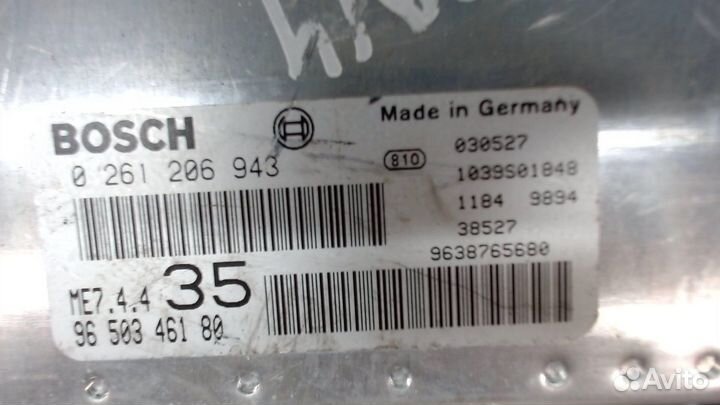 BOSCH
Made in Germany
0 261 206 943
810
030527
1039S01848
1184 9894
38527
9638765680
ME7.4.4 35
96 503 461 80
Avito